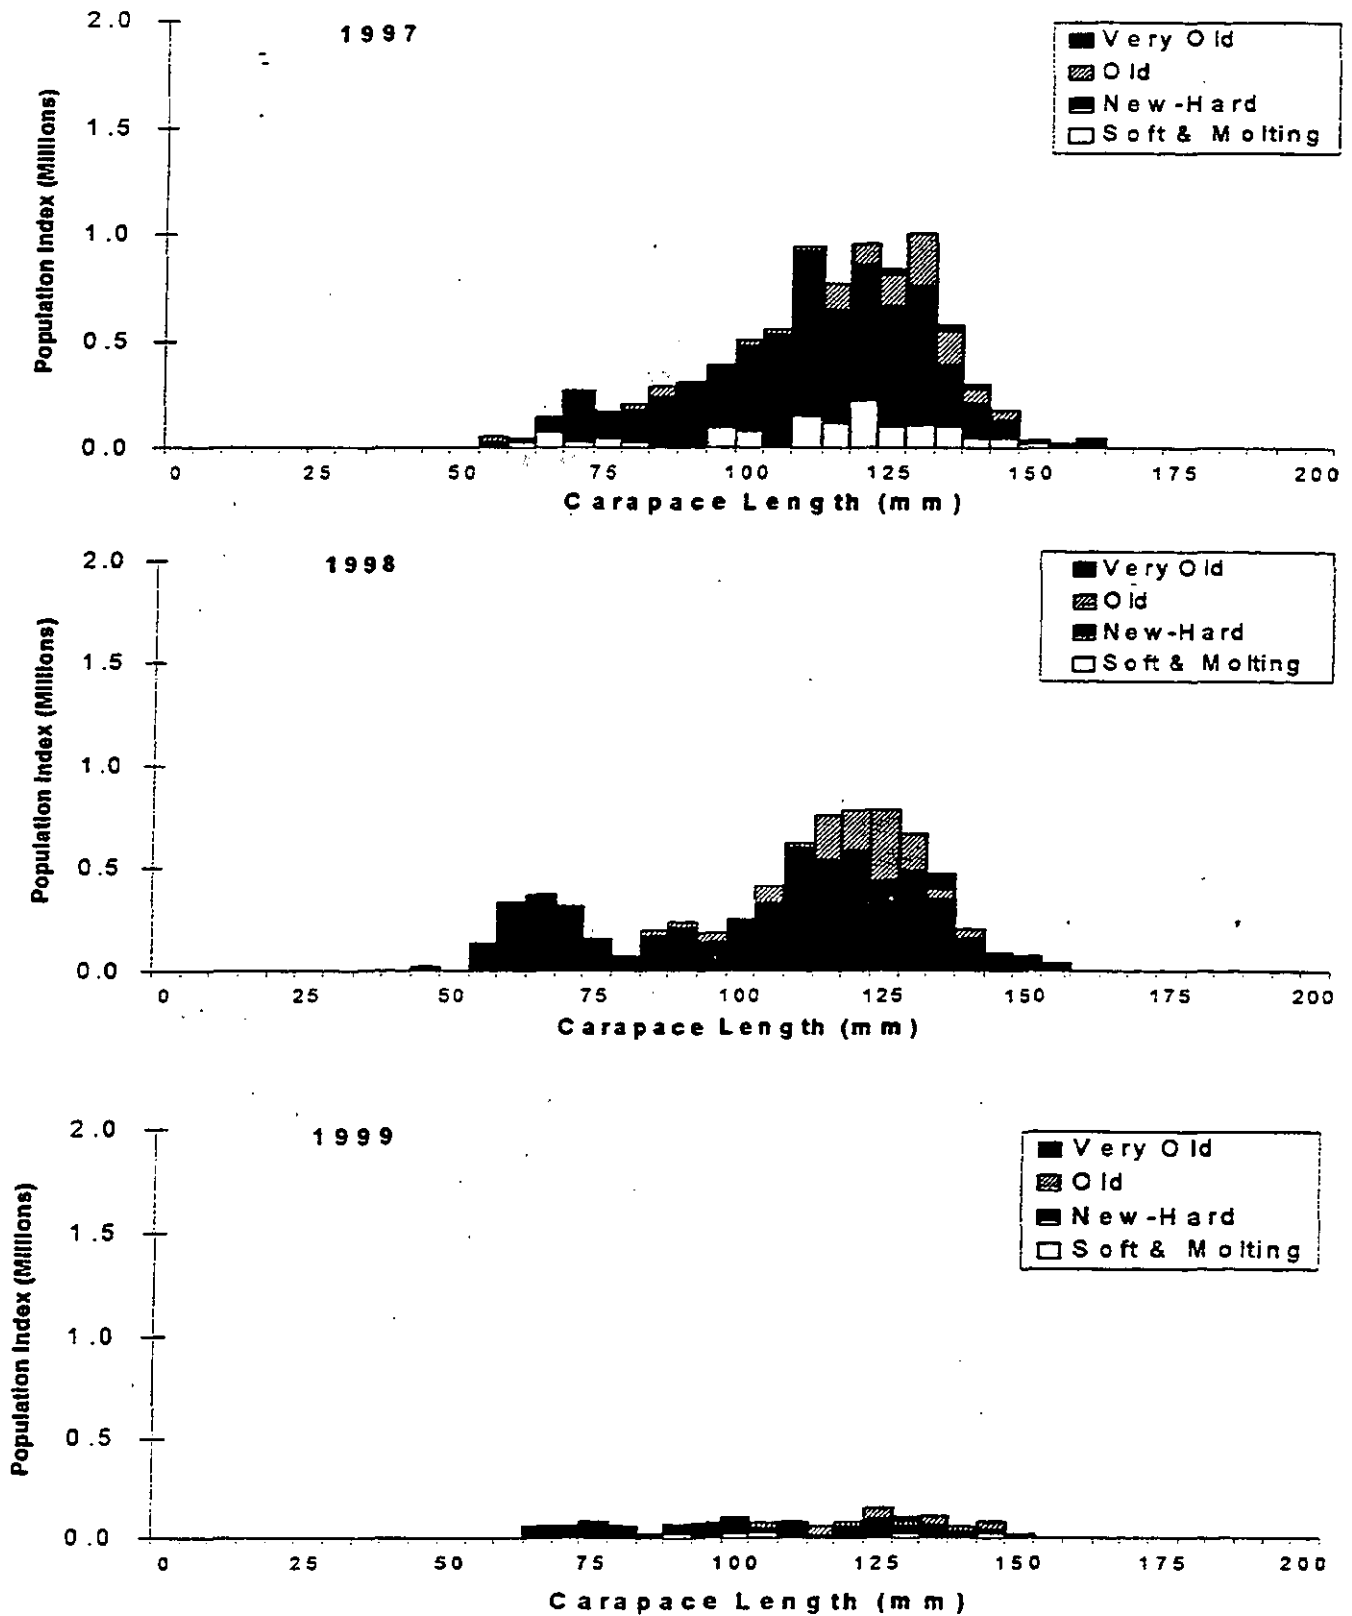 1997
Very Old
Old
New-Hard
Soft & Molting
Population Index (Millions)
2.0
1.5
1.0
0.5
0.0
0 25 50 75 100 125 150 175 200
Carapace Length (mm)
1998
Very Old
Old
New-Hard
Soft & Molting
Population Index (Millions)
2.0
1.5
1.0
0.5
0.0
0 25 50 75 100 125 150 175 200
Carapace Length (mm)
1999
Very Old
Old
New-Hard
Soft & Molting
Population Index (Millions)
2.0
1.5
1.0
0.5
0.0
0 25 50 75 100 125 150 175 200
Carapace Length (mm)